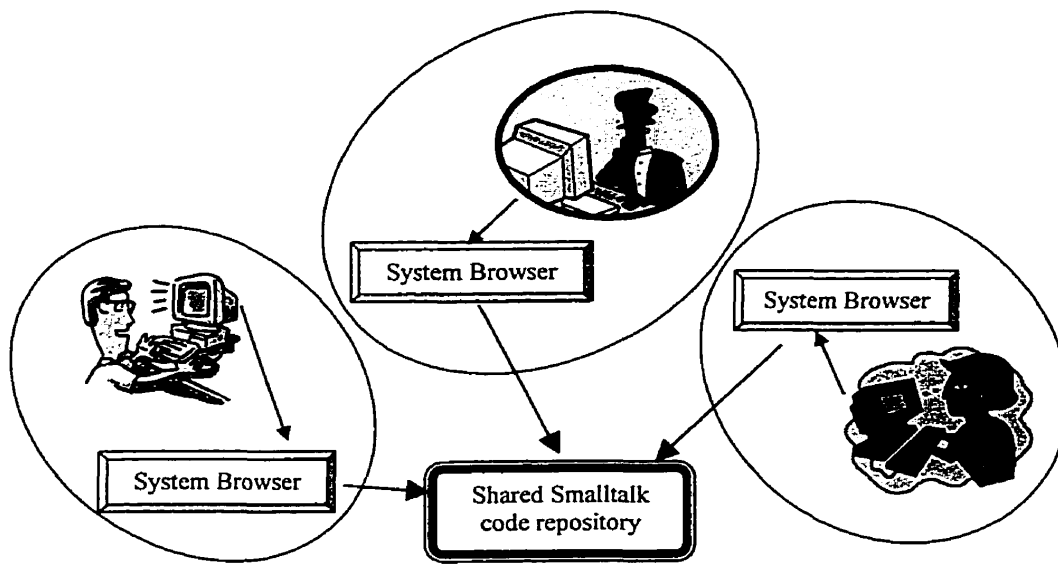 System Browser
System Browser
System Browser
Shared Smalltalk
code repository